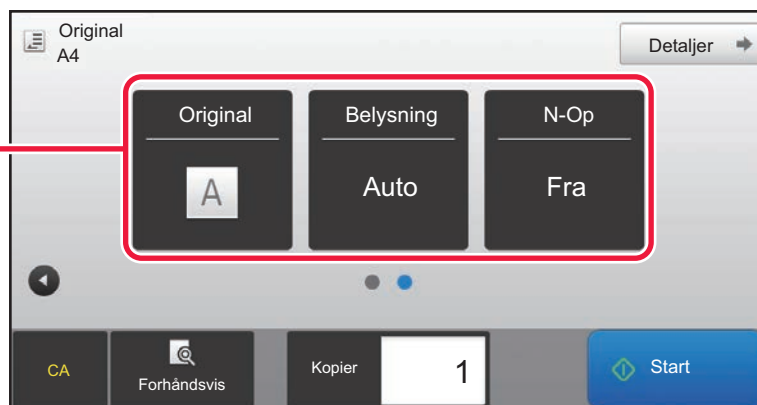 Original
A4
Detaljer
Original
Belysning
N-Op
A
Auto
Fra
CA
Forhåndsvis
Kopier
1
Start